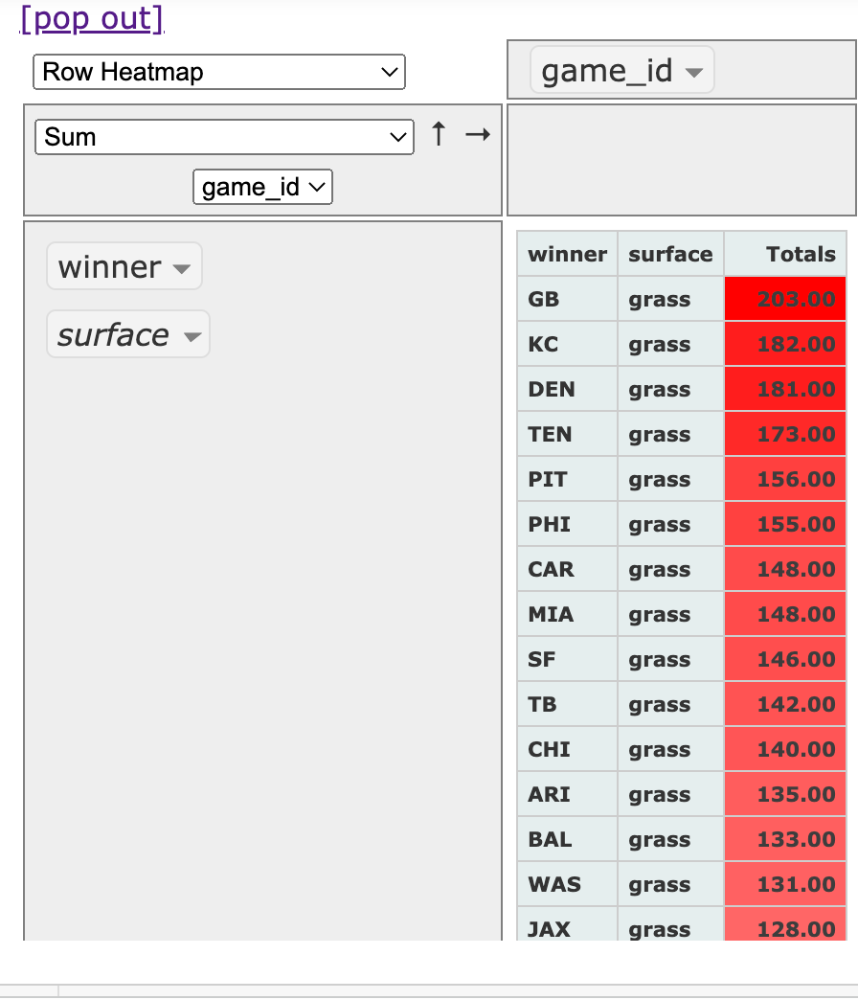 [pop out]
Row Heatmap
game_id
Sum ↑ →
game_id
winner
surface
winner surface Totals
GB grass 203.00
KC grass 182.00
DEN grass 181.00
TEN grass 173.00
PIT grass 156.00
PHI grass 155.00
CAR grass 148.00
MIA grass 148.00
SF grass 146.00
TB grass 142.00
CHI grass 140.00
ARI grass 135.00
BAL grass 133.00
WAS grass 131.00
JAX grass 128.00